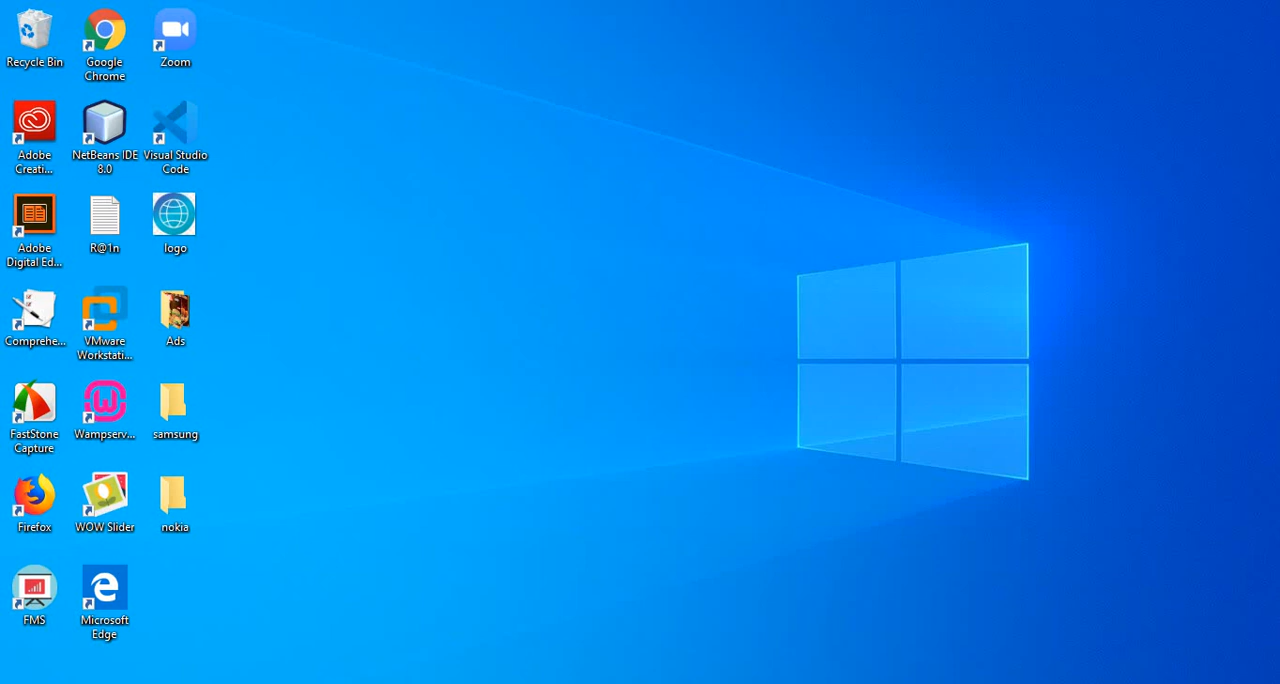 Recycle Bin
Google
Chrome
Zoom
Adobe
Creati...
NetBeans IDE
8.0
Visual Studio
Code
Adobe
Digital Ed...
R@1n
logo
Comprehe...
VMware
Workstati...
Ads
FastStone
Capture
Wampserv...
samsung
Firefox
WOW Slider
nokia
FMS
Microsoft
Edge